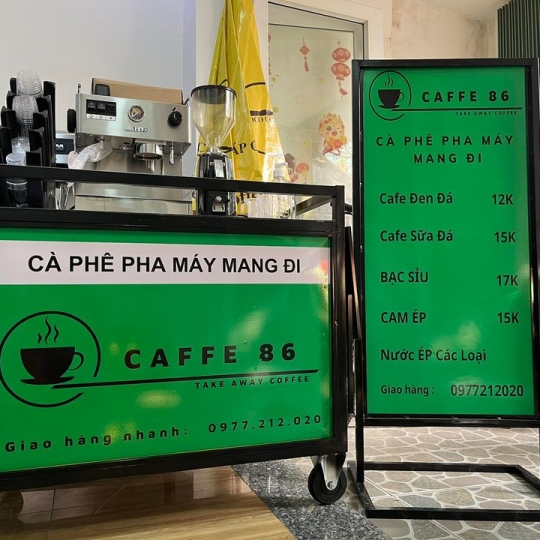 CÀ PHÊ PHA MÁY MANG ĐI
CAFFE 86
TAKE AWAY COFFEE
Giao hàng nhanh: 0977.212.020
CAFFE 86
TAKE AWAY COFFEE
CÀ PHÊ PHA MÁY
MANG ĐI
Cafe Đen Đá 12K
Cafe Sữa Đá 15K
BẠC SỈU 17K
CAM ÉP 15K
Nước ÉP Các Loại
Giao hàng : 0977212020